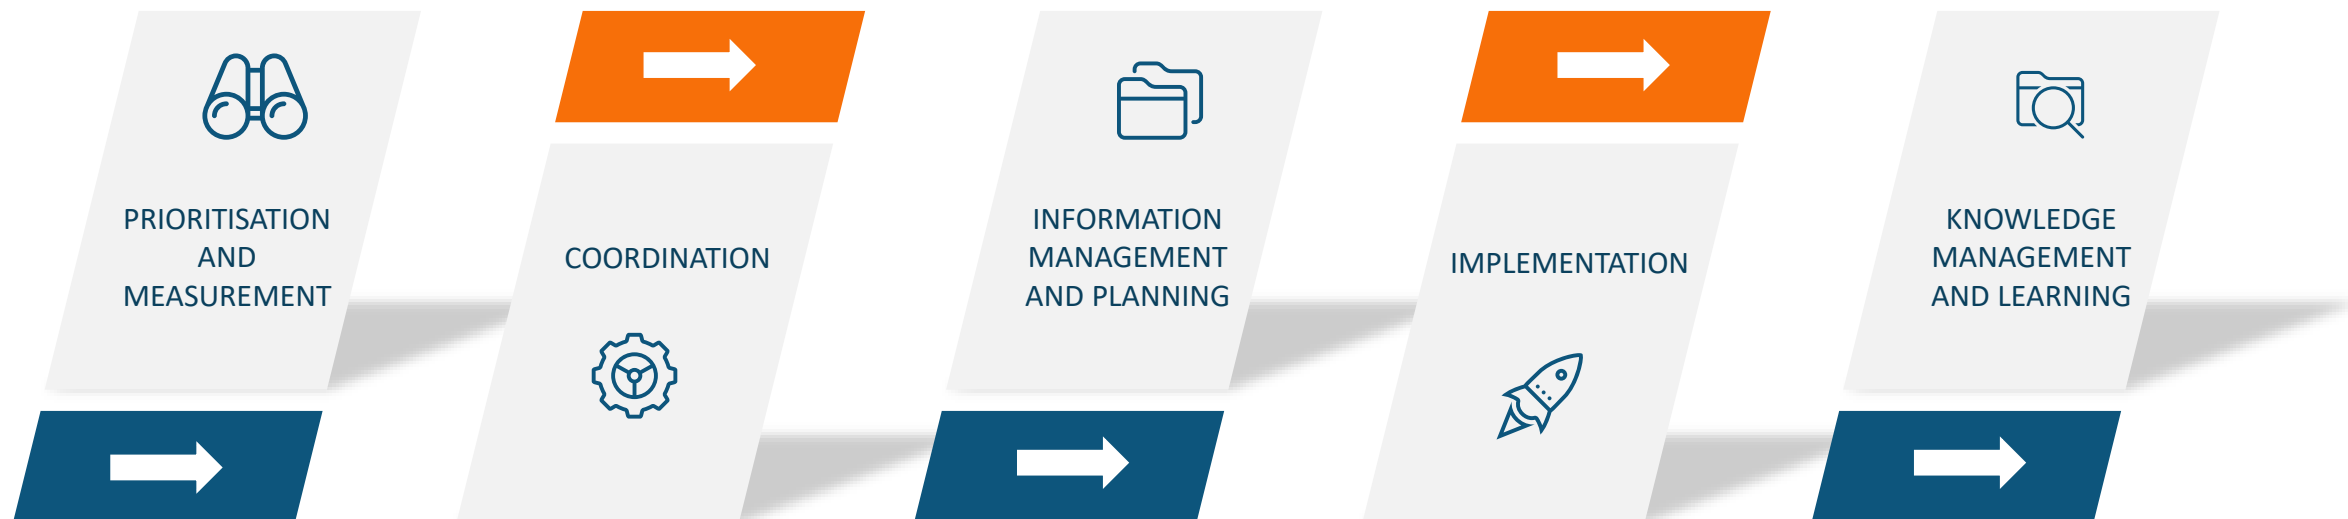 PRIORITISATION
AND
MEASUREMENT
COORDINATION
INFORMATION
MANAGEMENT
AND PLANNING
IMPLEMENTATION
KNOWLEDGE
MANAGEMENT
AND LEARNING